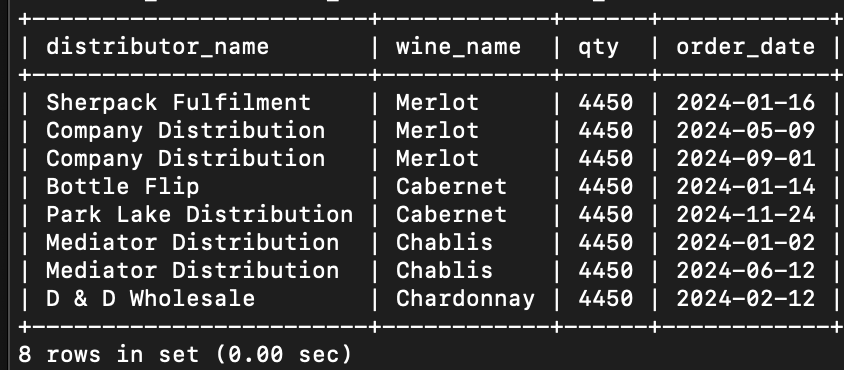 +-------------------------+------------+------+------------+
| distributor_name        | wine_name  | qty  | order_date |
+-------------------------+------------+------+------------+
| Sherpack Fulfilment     | Merlot     | 4450 | 2024-01-16 |
| Company Distribution    | Merlot     | 4450 | 2024-05-09 |
| Company Distribution    | Merlot     | 4450 | 2024-09-01 |
| Bottle Flip             | Cabernet   | 4450 | 2024-01-14 |
| Park Lake Distribution  | Cabernet   | 4450 | 2024-11-24 |
| Mediator Distribution   | Chablis    | 4450 | 2024-01-02 |
| Mediator Distribution   | Chablis    | 4450 | 2024-06-12 |
| D & D Wholesale         | Chardonnay | 4450 | 2024-02-12 |
+-------------------------+------------+------+------------+
8 rows in set (0.00 sec)